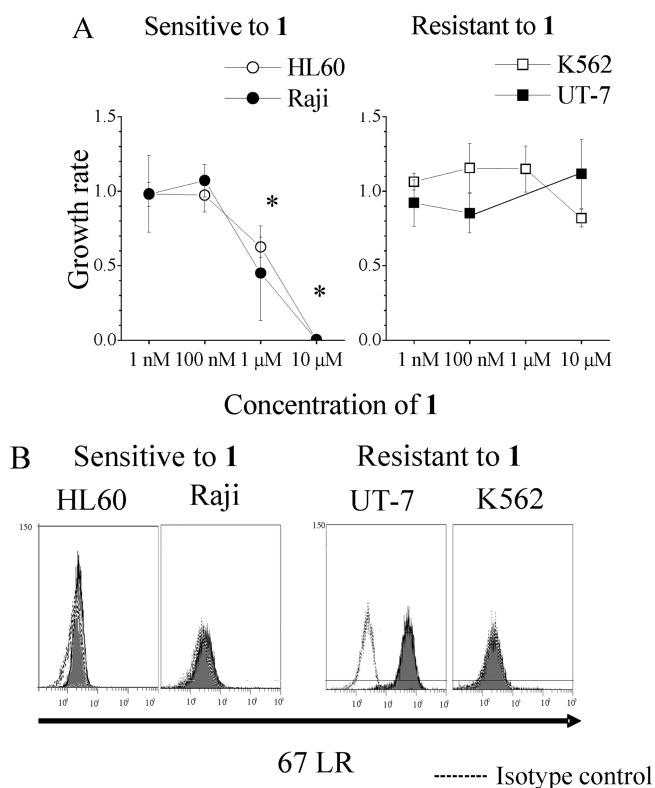 A
Sensitive to 1
Resistant to 1
HL60
Raji
K562
UT-7
Growth rate
1.5
1.0
0.5
0.0
*
*
1 nM 100 nM 1 μM 10 μM
1.5
1.0
0.5
0.0
1 nM 100 nM 1 μM 10 μM
Concentration of 1
B
Sensitive to 1
Resistant to 1
HL60
Raji
UT-7
K562
150
150
67 LR
Isotype control